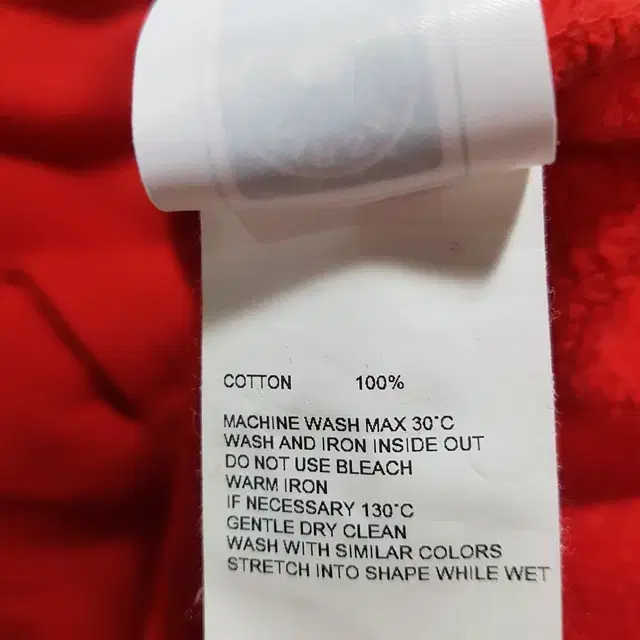 COTTON 100%
MACHINE WASH MAX 30°C
WASH AND IRON INSIDE OUT
DO NOT USE BLEACH
WARM IRON
IF NECESSARY 130°C
GENTLE DRY CLEAN
WASH WITH SIMILAR COLORS
STRETCH INTO SHAPE WHILE WET